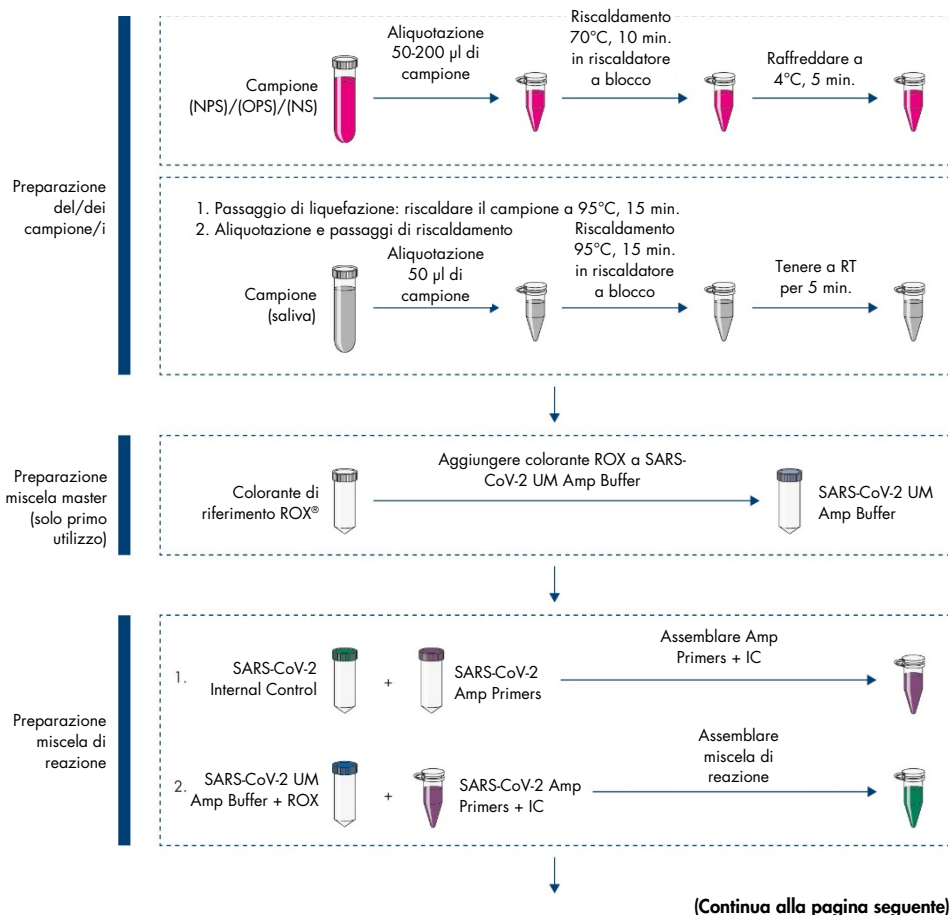 Preparazione
del/dei
campione/i
Campione
(NPS)/(OPS)/(NS)
Aliquotazione
50-200 µl di
campione
Riscaldamento
70°C, 10 min.
in riscaldatore
a blocco
Raffreddare a
4°C, 5 min.
1. Passaggio di liquefazione: riscaldare il campione a 95°C, 15 min.
2. Aliquotazione e passaggi di riscaldamento
Campione
(saliva)
Aliquotazione
50 µl di
campione
Riscaldamento
95°C, 15 min.
in riscaldatore
a blocco
Tenere a RT
per 5 min.
Preparazione
miscela master
(solo primo
utilizzo)
Colorante di
riferimento ROX®
Aggiungere colorante ROX a SARS-
CoV-2 UM Amp Buffer
SARS-CoV-2 UM
Amp Buffer
Preparazione
miscela di
reazione
1.
SARS-CoV-2
Internal Control
+
SARS-CoV-2
Amp Primers
Assemblare Amp
Primers + IC
2.
SARS-CoV-2 UM
Amp Buffer + ROX
+
SARS-CoV-2 Amp
Primers + IC
Assemblare
miscela di
reazione
(Continua alla pagina seguente)